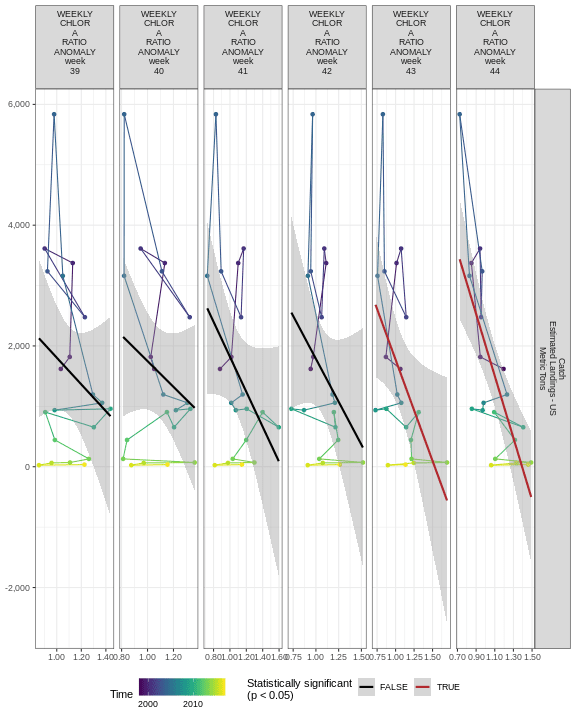 WEEKLY
CHLOR
A
RATIO
ANOMALY
week
39
WEEKLY
CHLOR
A
RATIO
ANOMALY
week
40
WEEKLY
CHLOR
A
RATIO
ANOMALY
week
41
WEEKLY
CHLOR
A
RATIO
ANOMALY
week
42
WEEKLY
CHLOR
A
RATIO
ANOMALY
week
43
WEEKLY
CHLOR
A
RATIO
ANOMALY
week
44
6,000
4,000
2,000
0
-2,000
Catch
Estimated Landings - US
Metric Tons
1.00 1.20 1.40
0.80 1.00 1.20
0.80 1.00 1.20 1.40 1.60
0.75 1.00 1.25 1.50
0.75 1.00 1.25 1.50
0.70 0.90 1.10 1.30 1.50
Time
2000 2010
Statistically significant
(p < 0.05)
FALSE
TRUE